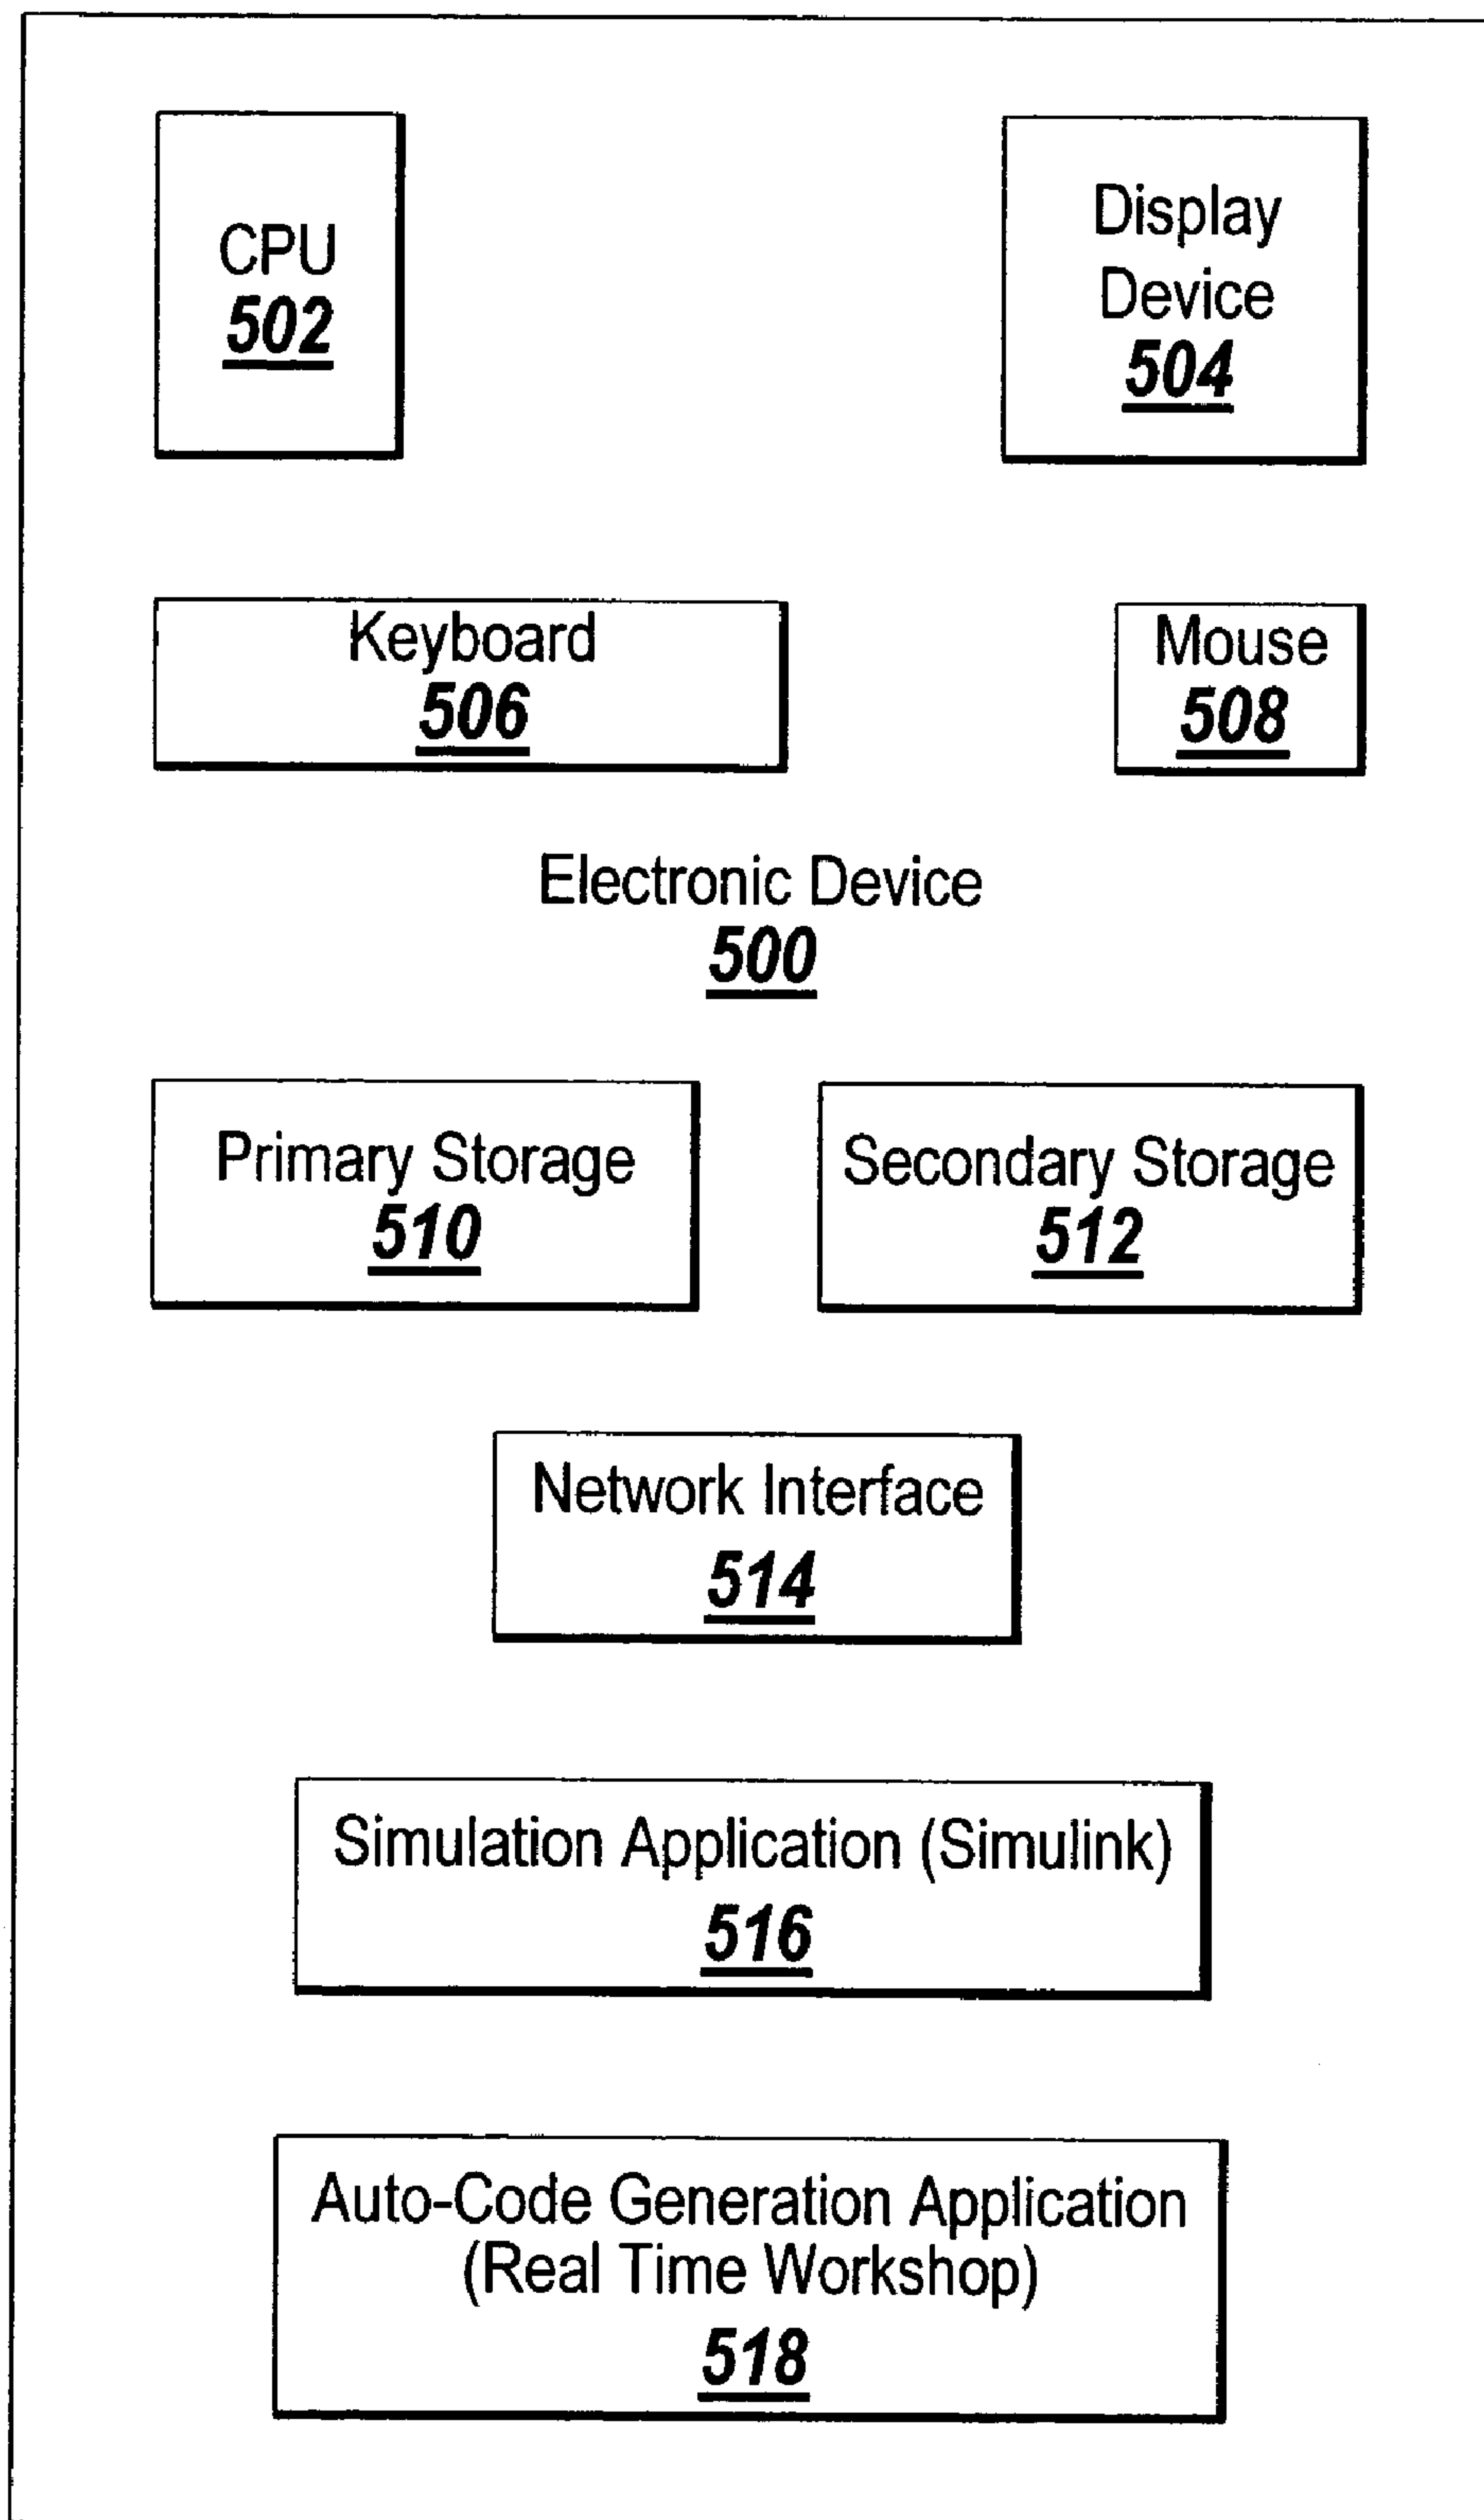 CPU
502
Display
Device
504
Keyboard
506
Mouse
508
Electronic Device
500
Primary Storage
510
Secondary Storage
512
Network Interface
514
Simulation Application (Simulink)
516
Auto-Code Generation Application
(Real Time Workshop)
518